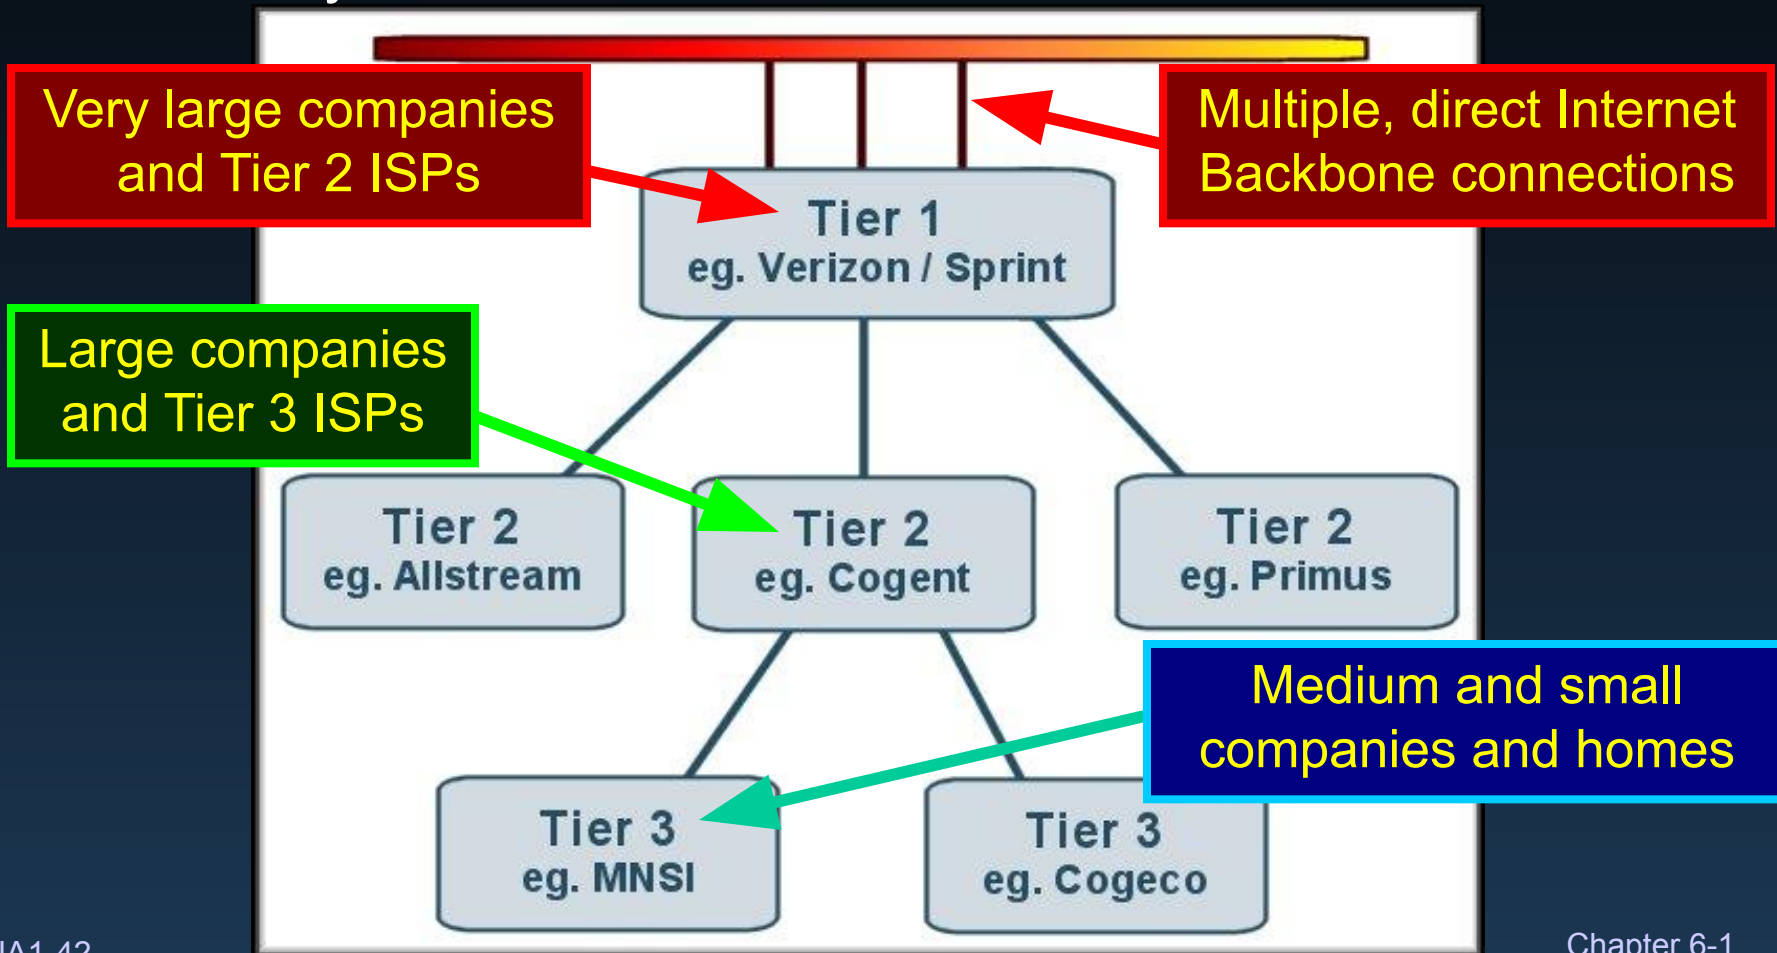 Very large companies
and Tier 2 ISPs
Multiple, direct Internet
Backbone connections
Tier 1
eg. Verizon / Sprint
Large companies
and Tier 3 ISPs
Tier 2
eg. Allstream
Tier 2
eg. Cogent
Tier 2
eg. Primus
Medium and small
companies and homes
Tier 3
eg. MNSI
Tier 3
eg. Cogeco
Chapter 6-1